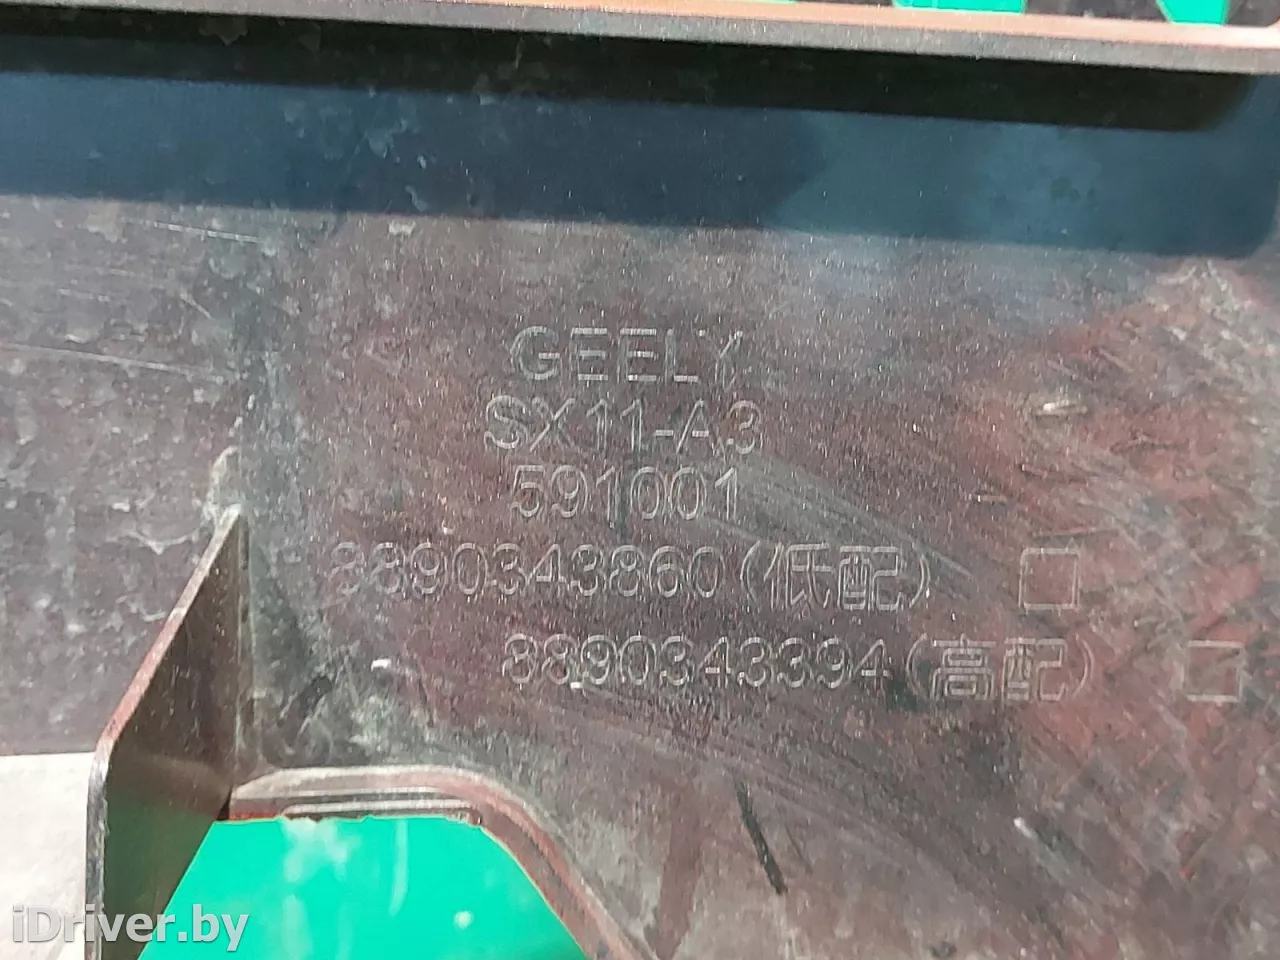 GEELY
SX11-A3
591001
8890343860(低配)
8890343394(高配)
iDriver.by